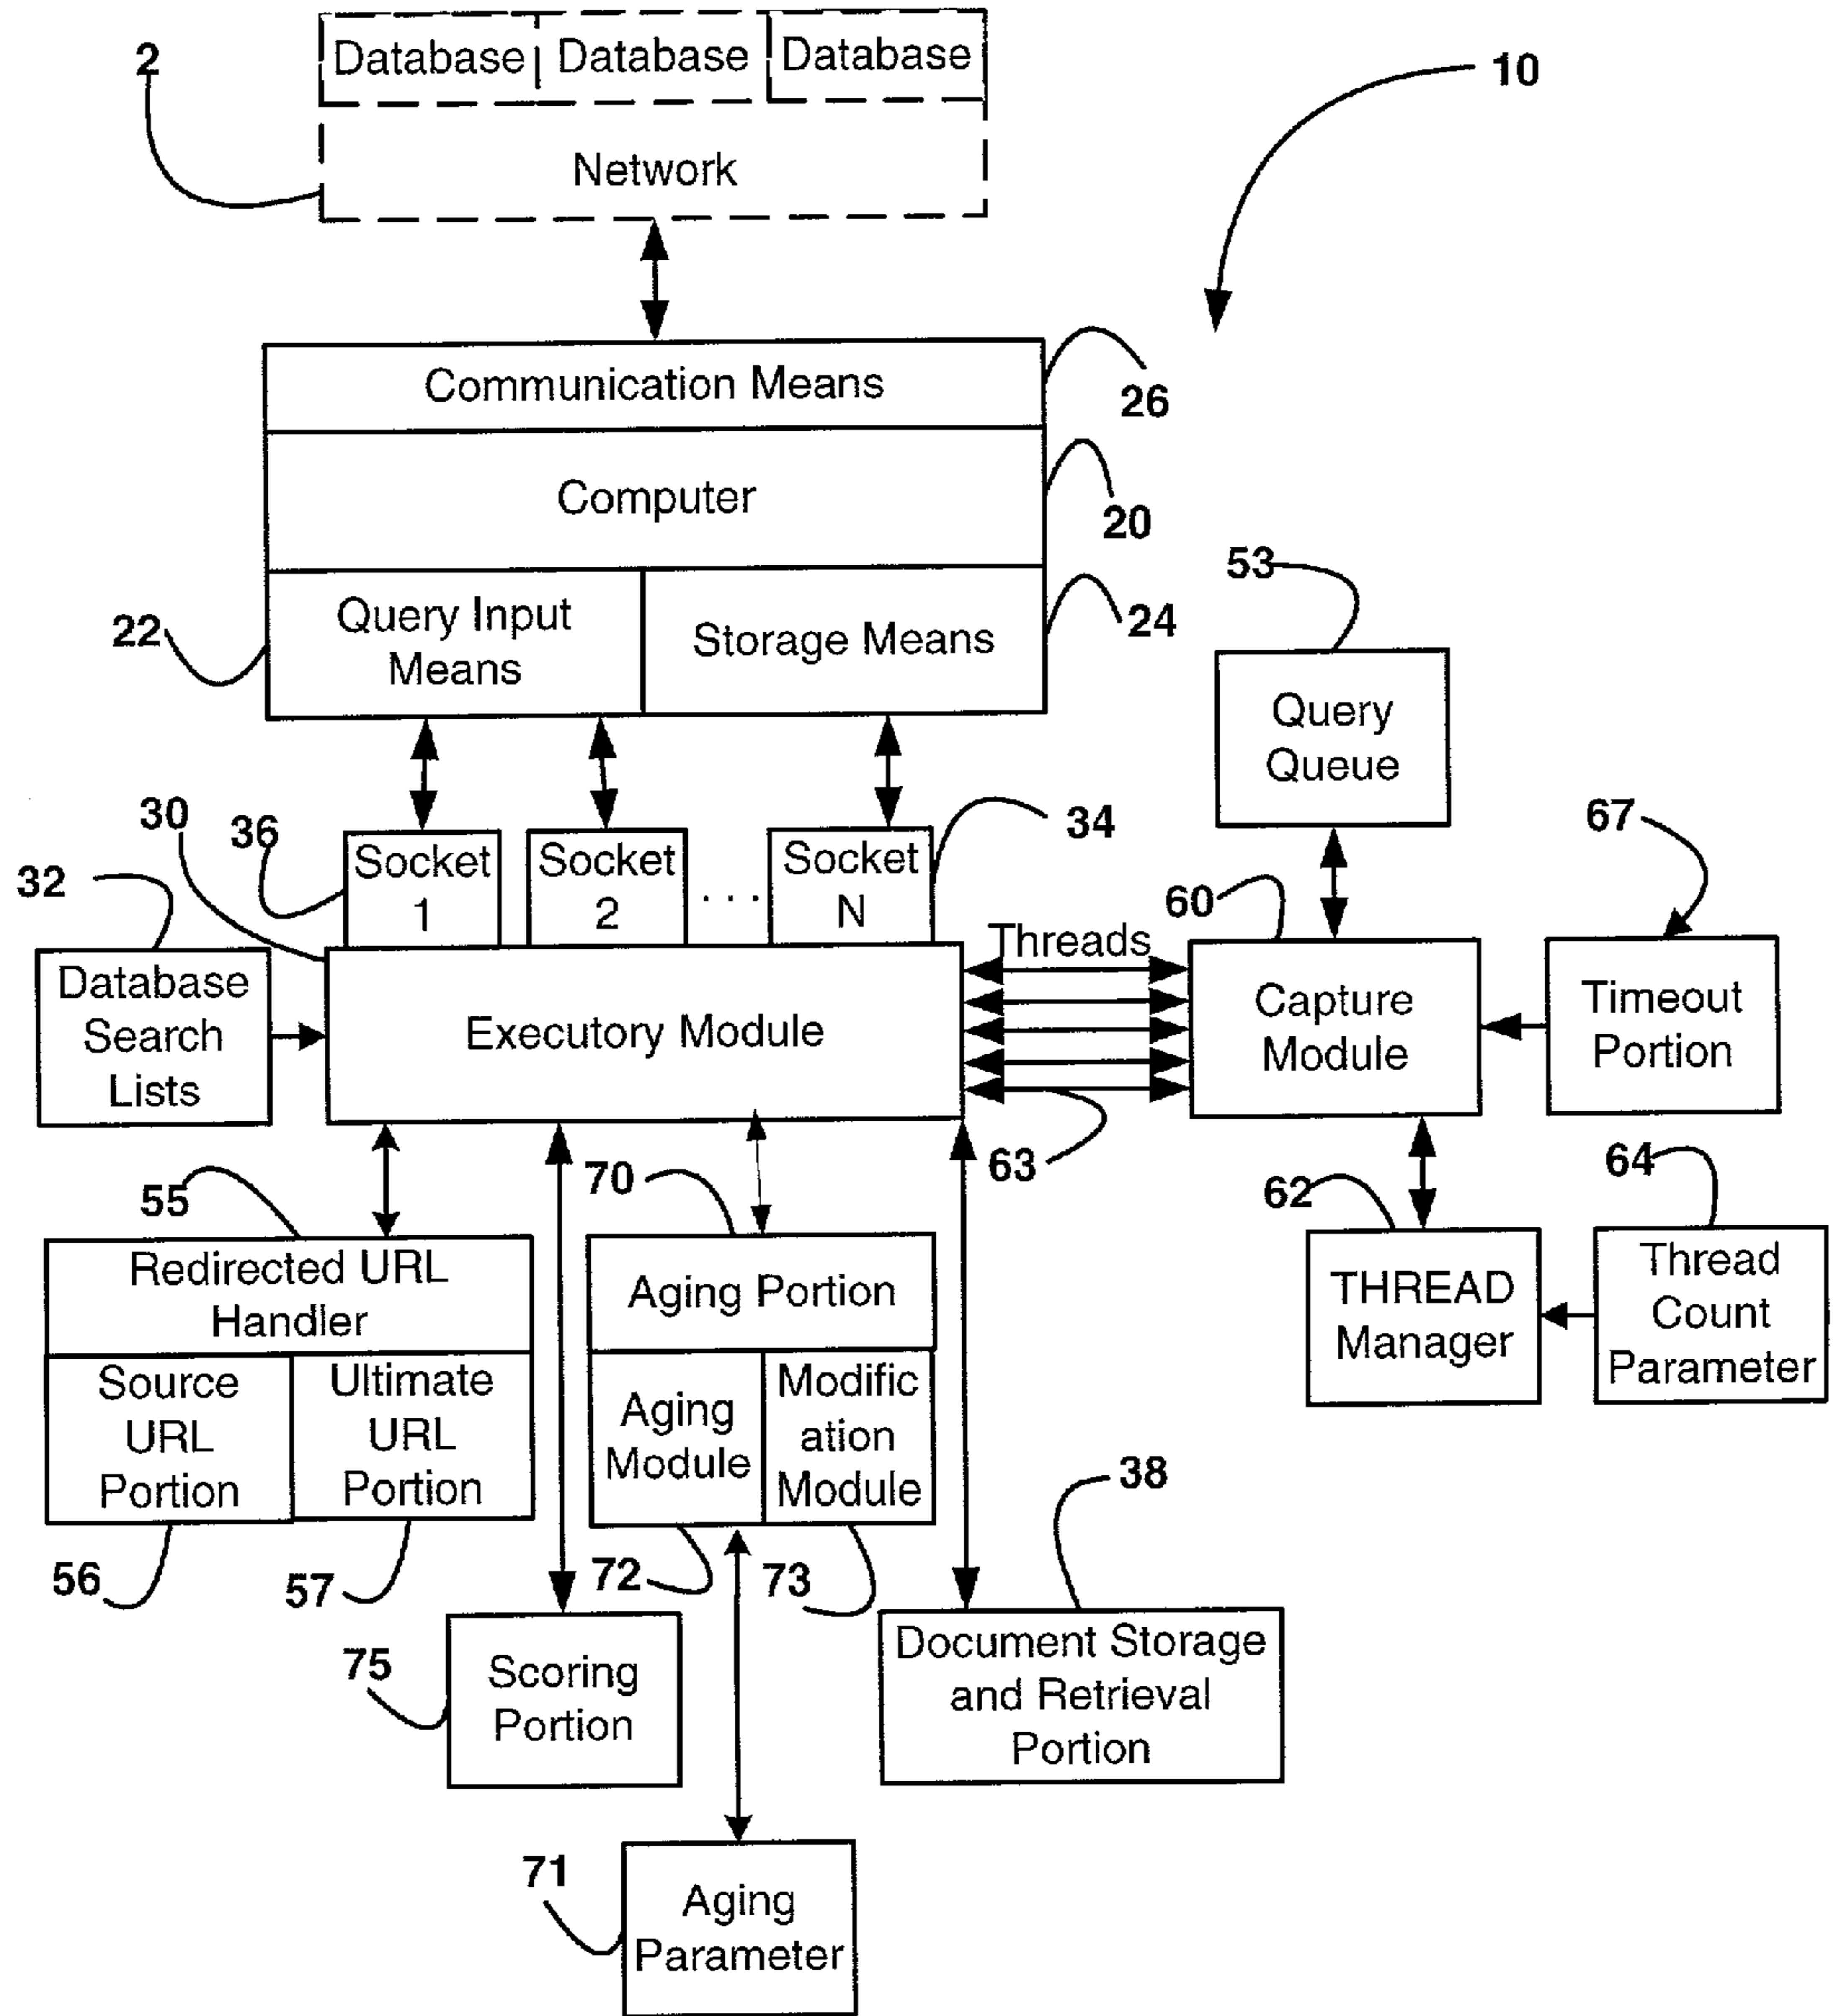 2
Database
Database
Database
10
Network
Communication Means
26
Computer
20
22
Query Input
Means
Storage Means
24
53
Query
Queue
30
36
Socket
1
Socket
2
. . .
Socket
N
34
67
32
60
Database
Search
Lists
Executory Module
Threads
Capture
Module
Timeout
Portion
63
55
70
62
64
Redirected URL
Handler
Source
URL
Portion
Ultimate
URL
Portion
Aging Portion
Aging
Module
Modific
ation
Module
THREAD
Manager
Thread
Count
Parameter
38
56
57
72
73
75
Scoring
Portion
Document Storage
and Retrieval
Portion
71
Aging
Parameter